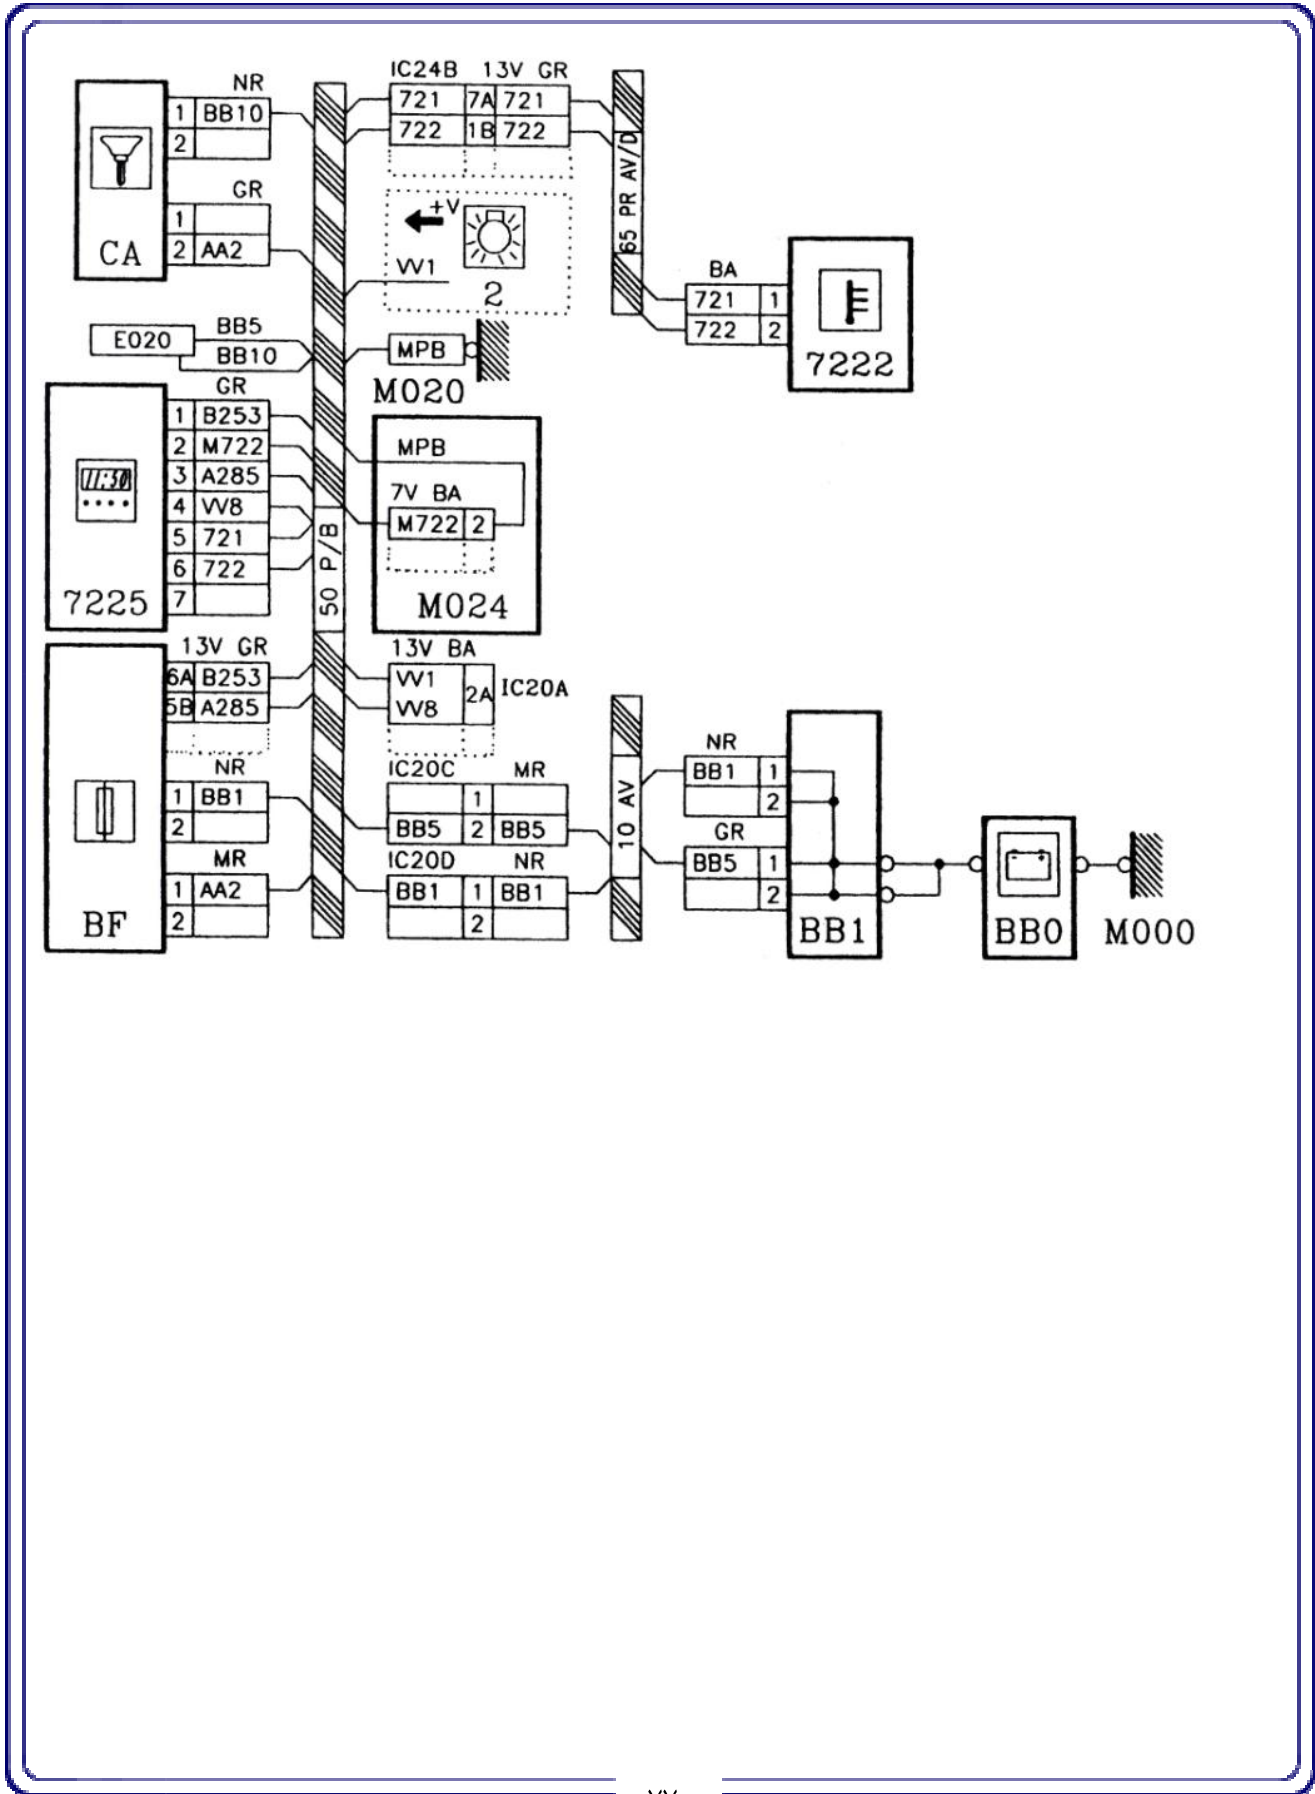 NR
1 BB10
2
GR
1
2 AA2
CA
IC24B 13V GR
721 7A 721
722 1B 722
+V
VV1
2
65 PR AV/D
BA
721 1
722 2
7222
E020
BB5
BB10
MPB
M020
GR
1 B253
2 M722
3 A285
4 VV8
5 721
6 722
7
11:30
7225
MPB
7V BA
M722 2
M024
50 P/B
13V GR
6A B253
5B A285
NR
1 BB1
2
MR
1 AA2
2
BF
13V BA
VV1
VV8
2A
IC20A
IC20C MR
1
BB5 2 BB5
IC20D NR
BB1 1 BB1
2
10 AV
NR
BB1 1
2
GR
BB5 1
2
BB1
BB0
M000